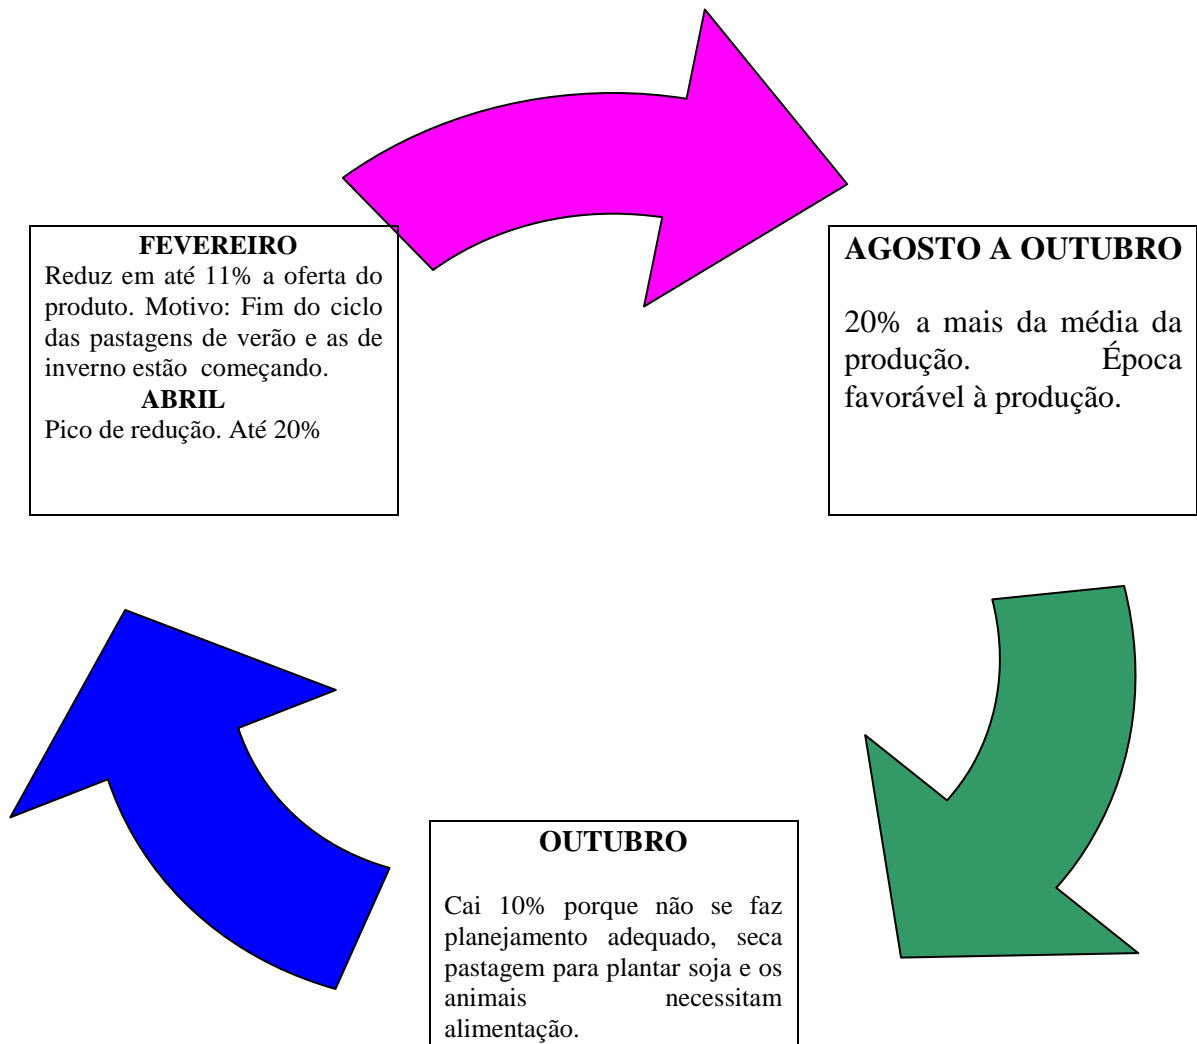 FEVEREIRO
Reduz em até 11% a oferta do
produto. Motivo: Fim do ciclo
das pastagens de verão e as de
inverno estão começando.
ABRIL
Pico de redução. Até 20%
AGOSTO A OUTUBRO
20% a mais da média da
produção. Época
favorável à produção.
OUTUBRO
Cai 10% porque não se faz
planejamento adequado, seca
pastagem para plantar soja e os
animais necessitam
alimentação.